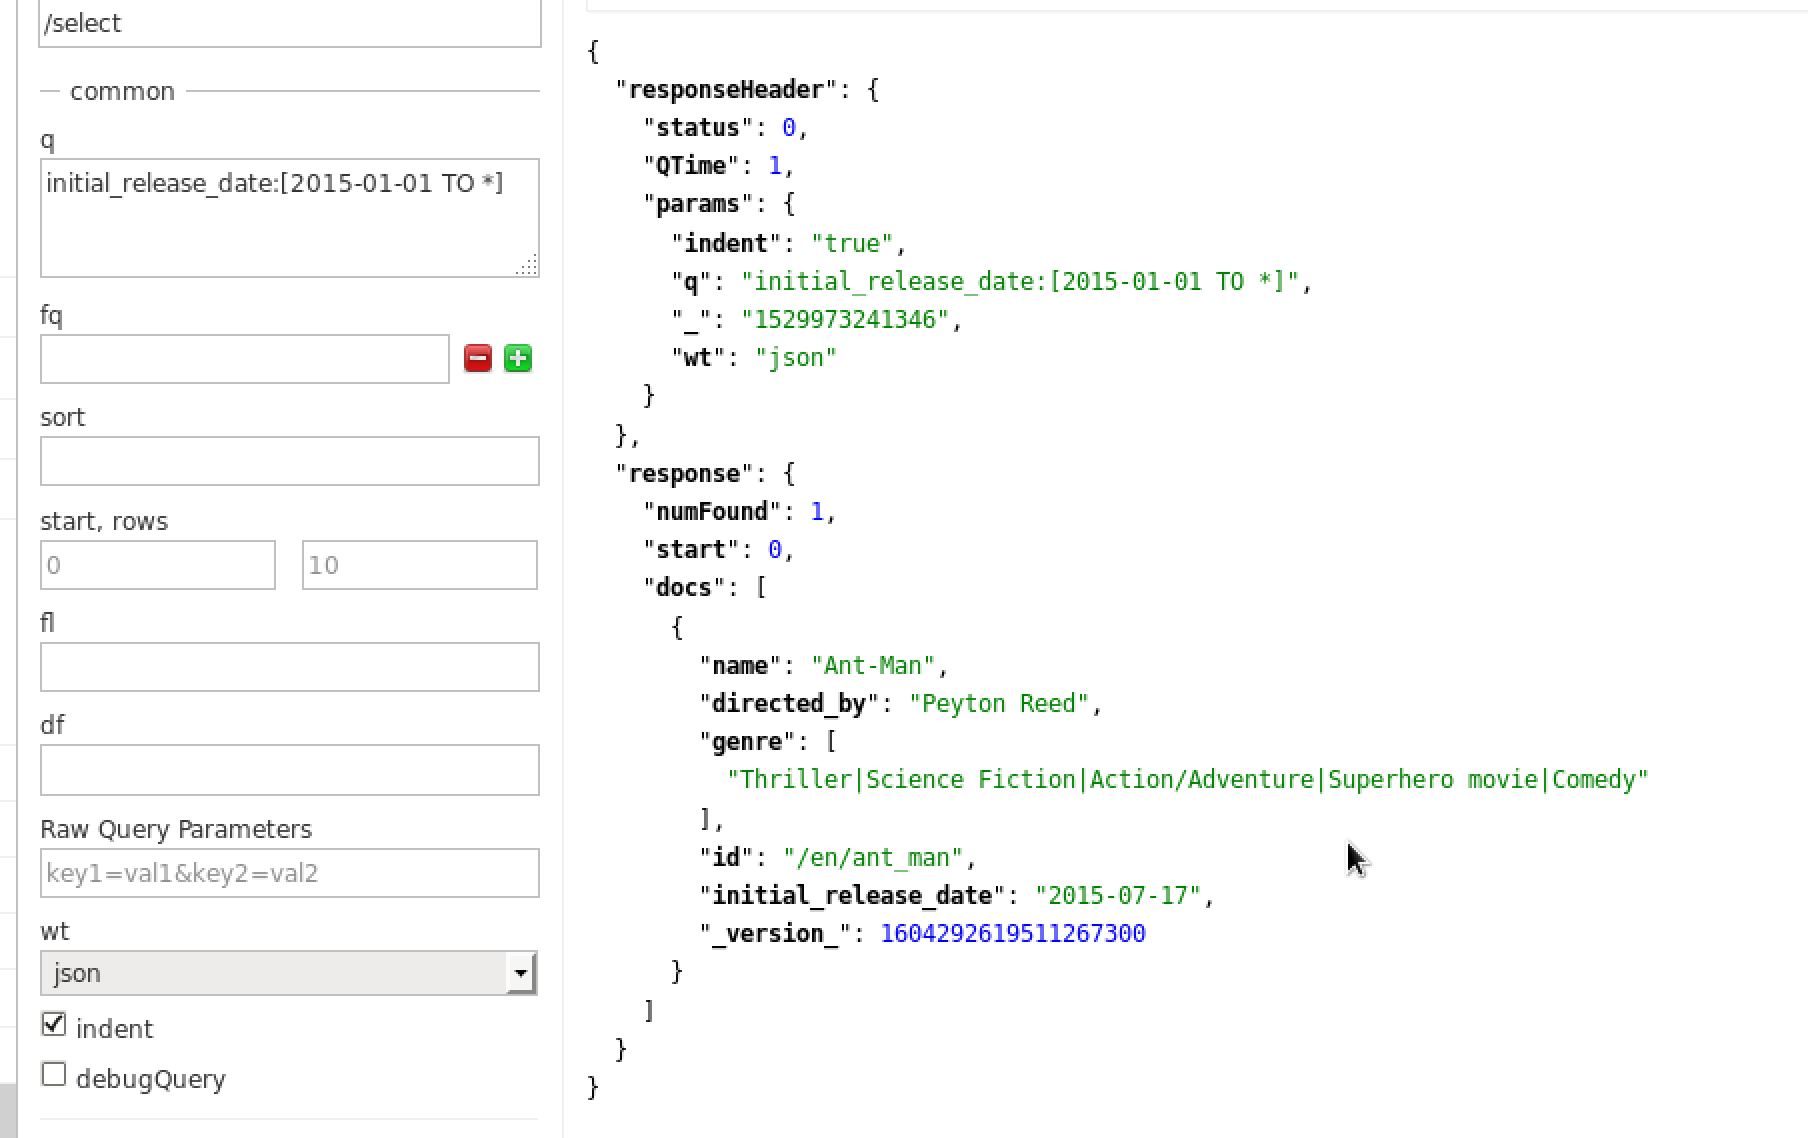 /select
common
q
initial_release_date:[2015-01-01 TO *]
fq
sort
start, rows
0 10
fl
df
Raw Query Parameters
key1=val1&key2=val2
wt
json
indent
debugQuery
{
"responseHeader": {
"status": 0,
"QTime": 1,
"params": {
"indent": "true",
"q": "initial_release_date:[2015-01-01 TO *]",
"_": "1529973241346",
"wt": "json"
}
},
"response": {
"numFound": 1,
"start": 0,
"docs": [
{
"name": "Ant-Man",
"directed_by": "Peyton Reed",
"genre": [
"Thriller|Science Fiction|Action/Adventure|Superhero movie|Comedy"
],
"id": "/en/ant_man",
"initial_release_date": "2015-07-17",
"_version_": 1604292619511267300
}
]
}
}